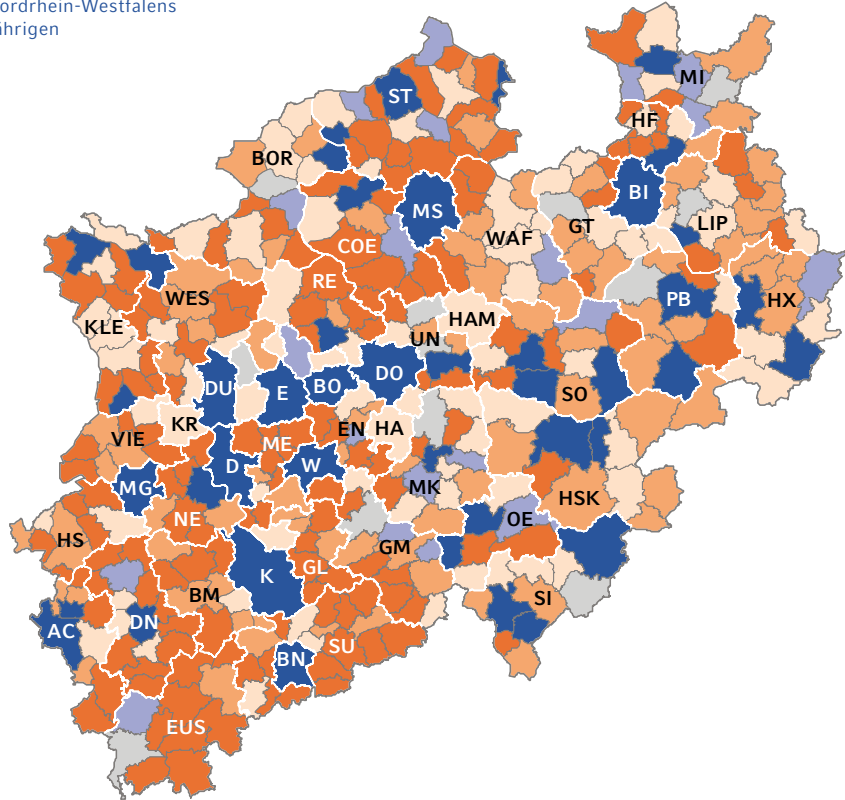 ordrhein-Westfalens
ährigen
MI
ST
HF
BOR
BI
MS
LIP
GT
WAF
COE
RE
WES
PB
HX
KLE
HAM
UN
DO
DU
E
BO
SO
KR
EN
HA
VIE
ME
D
W
MG
MK
HSK
NE
OE
HS
GM
K
GL
BM
SI
AC
DN
SU
BN
EUS